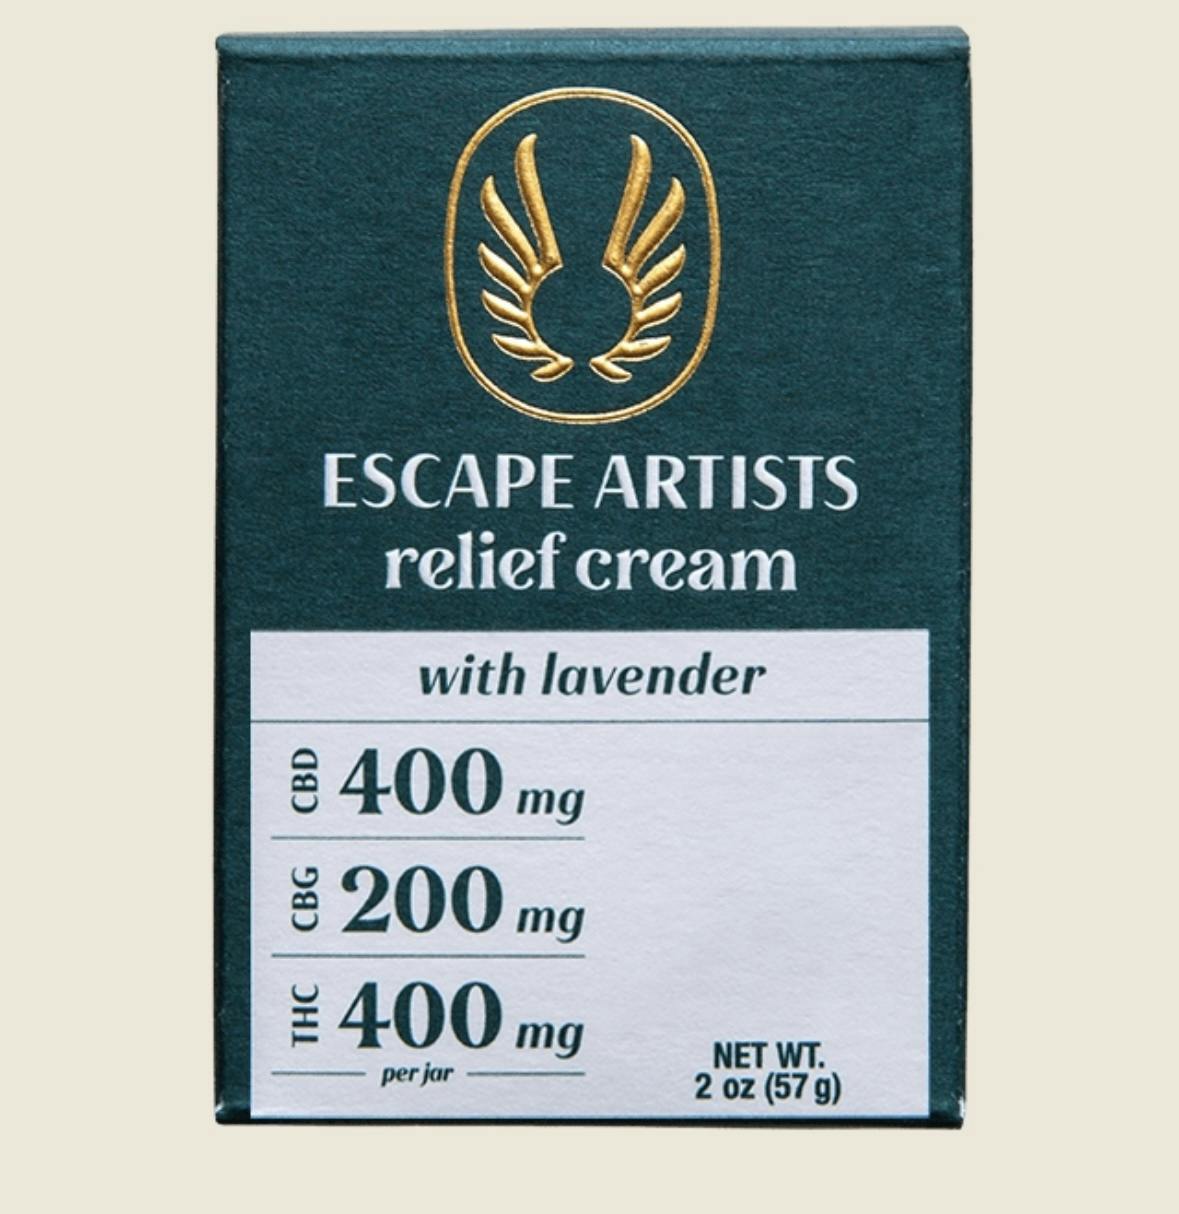 ESCAPE ARTISTS
relief cream
with lavender
CBD 400 mg
CBG 200 mg
THC 400 mg
per jar
NET WT.
2 oz (57 g)